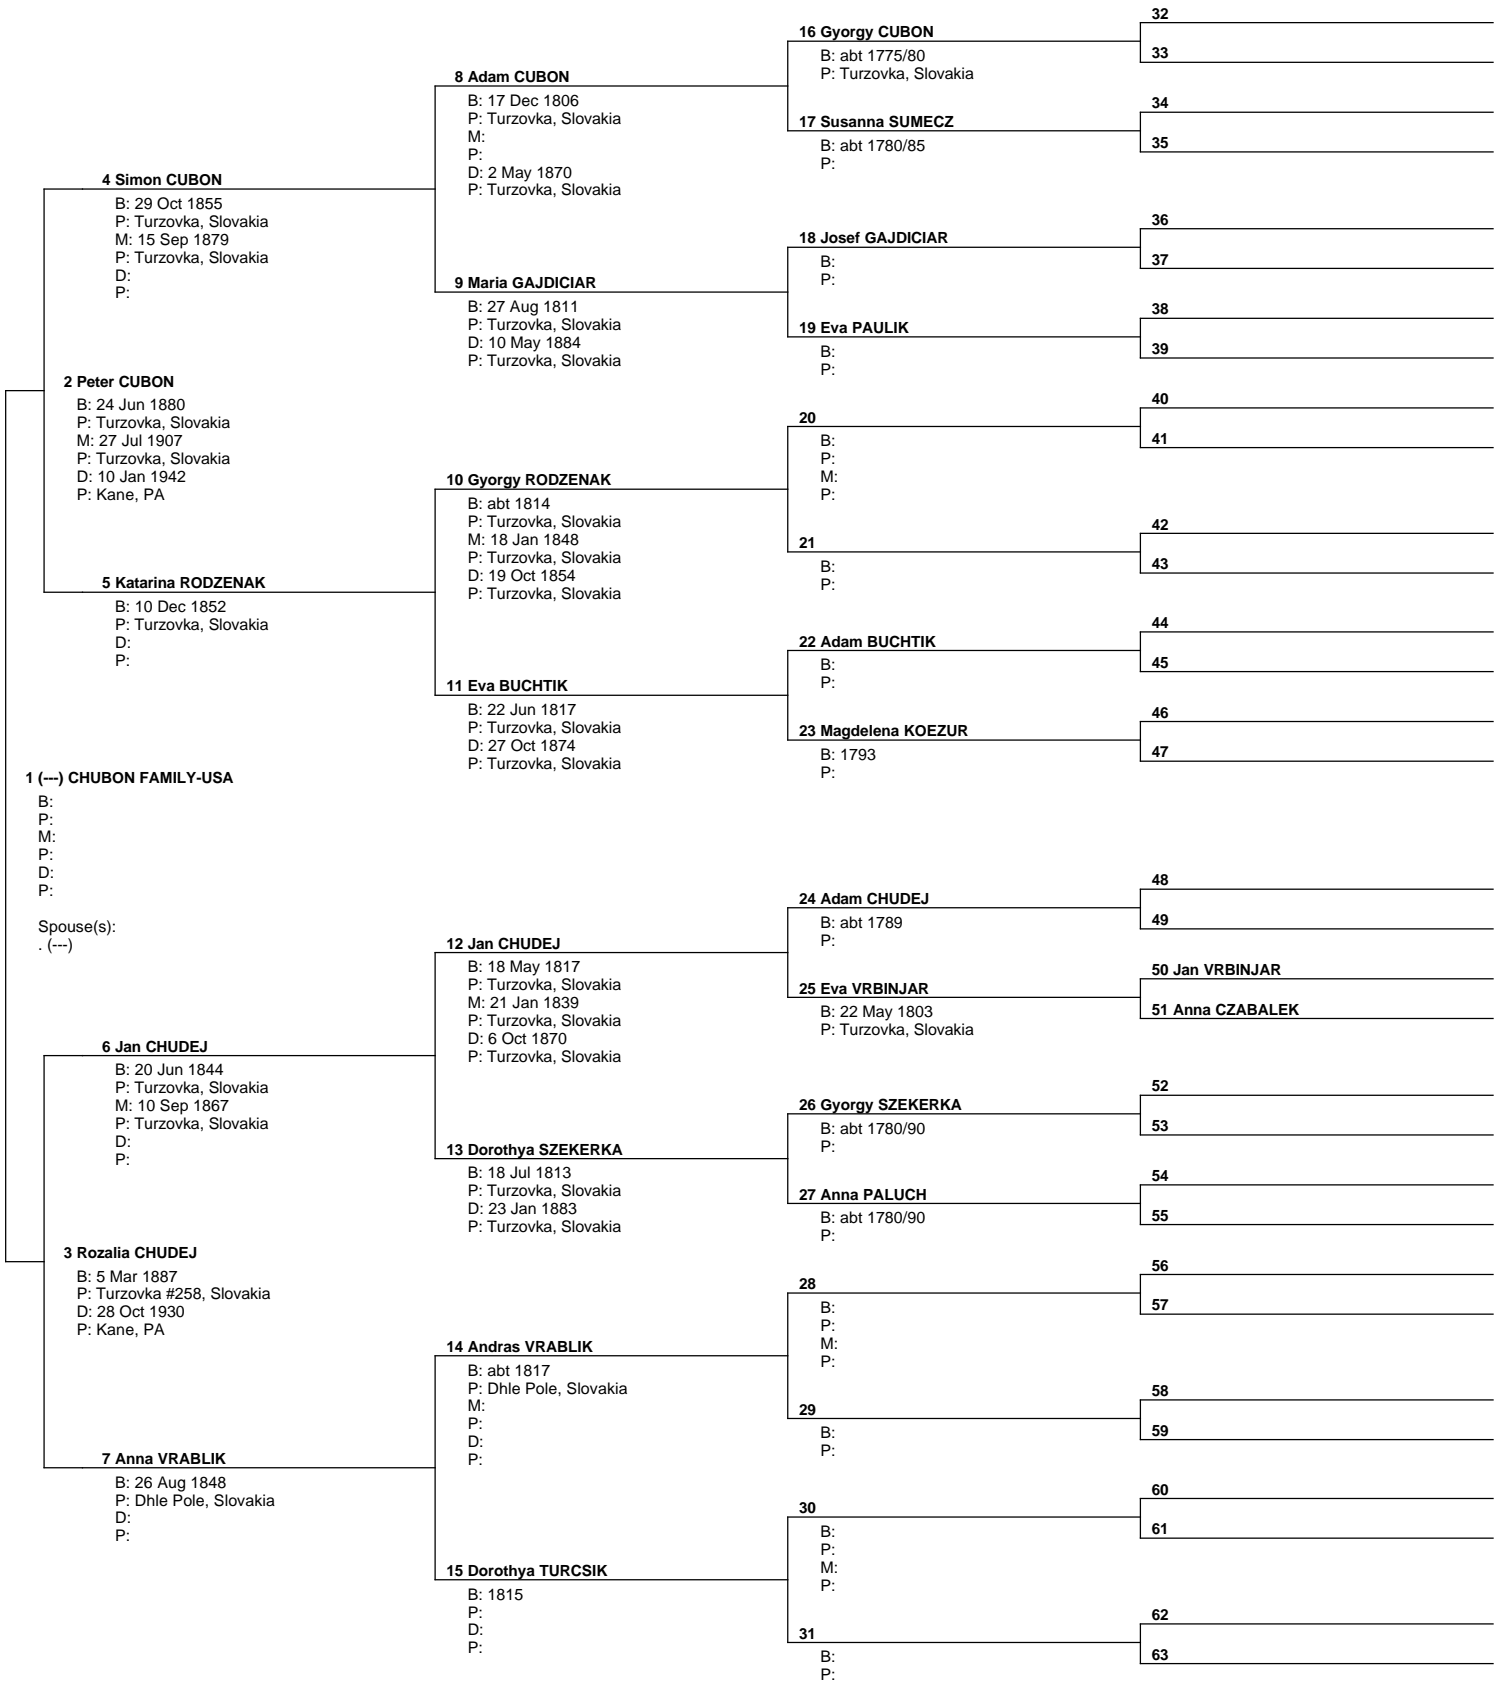 1 (---) CHUBON FAMILY-USA
B:
P:
M:
P:
D:
P:
Spouse(s):
. (---)
2 Peter CUBON
B: 24 Jun 1880
P: Turzovka, Slovakia
M: 27 Jul 1907
P: Turzovka, Slovakia
D: 10 Jan 1942
P: Kane, PA
3 Rozalia CHUDEJ
B: 5 Mar 1887
P: Turzovka #258, Slovakia
D: 28 Oct 1930
P: Kane, PA
4 Simon CUBON
B: 29 Oct 1855
P: Turzovka, Slovakia
M: 15 Sep 1879
P: Turzovka, Slovakia
D:
P:
5 Katarina RODZENAK
B: 10 Dec 1852
P: Turzovka, Slovakia
D:
P:
6 Jan CHUDEJ
B: 20 Jun 1844
P: Turzovka, Slovakia
M: 10 Sep 1867
P: Turzovka, Slovakia
D:
P:
7 Anna VRABLIK
B: 26 Aug 1848
P: Dhle Pole, Slovakia
D:
P:
8 Adam CUBON
B: 17 Dec 1806
P: Turzovka, Slovakia
M:
P:
D: 2 May 1870
P: Turzovka, Slovakia
9 Maria GAJDICIAR
B: 27 Aug 1811
P: Turzovka, Slovakia
D: 10 May 1884
P: Turzovka, Slovakia
10 Gyorgy RODZENAK
B: abt 1814
P: Turzovka, Slovakia
M: 18 Jan 1848
P: Turzovka, Slovakia
D: 19 Oct 1854
P: Turzovka, Slovakia
11 Eva BUCHTIK
B: 22 Jun 1817
P: Turzovka, Slovakia
D: 27 Oct 1874
P: Turzovka, Slovakia
12 Jan CHUDEJ
B: 18 May 1817
P: Turzovka, Slovakia
M: 21 Jan 1839
P: Turzovka, Slovakia
D: 6 Oct 1870
P: Turzovka, Slovakia
13 Dorothya SZEKERKA
B: 18 Jul 1813
P: Turzovka, Slovakia
D: 23 Jan 1883
P: Turzovka, Slovakia
14 Andras VRABLIK
B: abt 1817
P: Dhle Pole, Slovakia
M:
P:
D:
P:
15 Dorothya TURCSIK
B: 1815
P:
D:
P:
16 Gyorgy CUBON
B: abt 1775/80
P: Turzovka, Slovakia
17 Susanna SUMECZ
B: abt 1780/85
P:
18 Josef GAJDICIAR
B:
P:
19 Eva PAULIK
B:
P:
20
B:
P:
M:
P:
21
B:
P:
22 Adam BUCHTIK
B:
P:
23 Magdelena KOEZUR
B: 1793
P:
24 Adam CHUDEJ
B: abt 1789
P:
25 Eva VRBINJAR
B: 22 May 1803
P: Turzovka, Slovakia
26 Gyorgy SZEKERKA
B: abt 1780/90
P:
27 Anna PALUCH
B: abt 1780/90
P:
28
B:
P:
M:
P:
29
B:
P:
30
B:
P:
M:
P:
31
B:
P:
32
33
34
35
36
37
38
39
40
41
42
43
44
45
46
47
48
49
50 Jan VRBINJAR
51 Anna CZABALEK
52
53
54
55
56
57
58
59
60
61
62
63